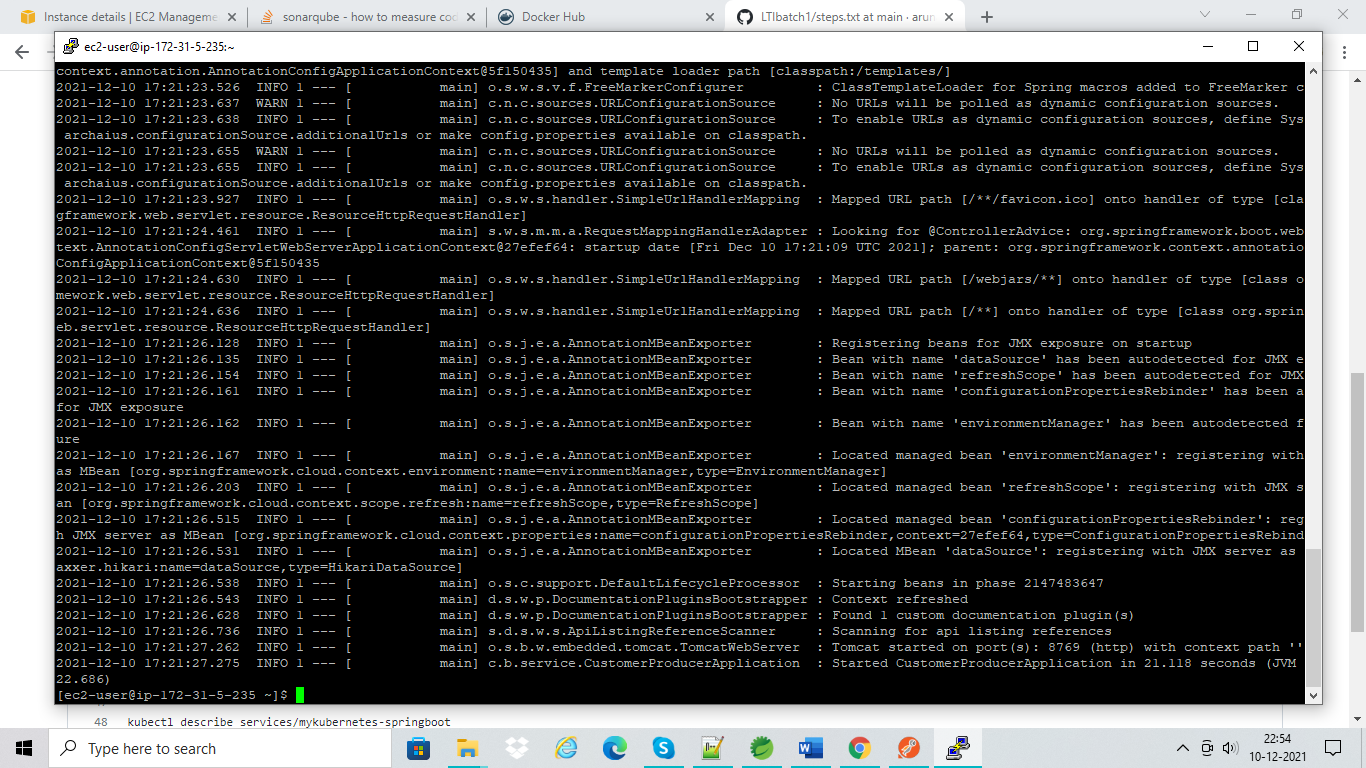 Instance details | EC2 Manageme
sonarqube - how to measure cod
Docker Hub
LTIbatch1/steps.txt at main · arun
ec2-user@ip-172-31-5-235:~
context.annotation.AnnotationConfigApplicationContext@5f150435] and template loader path [classpath:/templates/]
2021-12-10 17:21:23.526  INFO 1 --- [           main] o.s.w.s.v.f.FreeMarkerConfigurer         : ClassTemplateLoader for Spring macros added to FreeMarker c
2021-12-10 17:21:23.637  WARN 1 --- [           main] c.n.c.sources.URLConfigurationSource     : No URLs will be polled as dynamic configuration sources.
2021-12-10 17:21:23.638  INFO 1 --- [           main] c.n.c.sources.URLConfigurationSource     : To enable URLs as dynamic configuration sources, define Sys
archaius.configurationSource.additionalUrls or make config.properties available on classpath.
2021-12-10 17:21:23.655  WARN 1 --- [           main] c.n.c.sources.URLConfigurationSource     : No URLs will be polled as dynamic configuration sources.
2021-12-10 17:21:23.655  INFO 1 --- [           main] c.n.c.sources.URLConfigurationSource     : To enable URLs as dynamic configuration sources, define Sys
archaius.configurationSource.additionalUrls or make config.properties available on classpath.
2021-12-10 17:21:23.927  INFO 1 --- [           main] o.s.w.s.handler.SimpleUrlHandlerMapping  : Mapped URL path [/**/favicon.ico] onto handler of type [cla
gframework.web.servlet.resource.ResourceHttpRequestHandler]
2021-12-10 17:21:24.461  INFO 1 --- [           main] s.w.s.m.m.a.RequestMappingHandlerAdapter : Looking for @ControllerAdvice: org.springframework.boot.web
text.AnnotationConfigServletWebServerApplicationContext@27efef64: startup date [Fri Dec 10 17:21:09 UTC 2021]; parent: org.springframework.context.annotatio
ConfigApplicationContext@5f150435
2021-12-10 17:21:24.630  INFO 1 --- [           main] o.s.w.s.handler.SimpleUrlHandlerMapping  : Mapped URL path [/webjars/**] onto handler of type [class o
mework.web.servlet.resource.ResourceHttpRequestHandler]
2021-12-10 17:21:24.636  INFO 1 --- [           main] o.s.w.s.handler.SimpleUrlHandlerMapping  : Mapped URL path [/**] onto handler of type [class org.sprin
eb.servlet.resource.ResourceHttpRequestHandler]
2021-12-10 17:21:26.128  INFO 1 --- [           main] o.s.j.e.a.AnnotationMBeanExporter        : Registering beans for JMX exposure on startup
2021-12-10 17:21:26.135  INFO 1 --- [           main] o.s.j.e.a.AnnotationMBeanExporter        : Bean with name 'dataSource' has been autodetected for JMX e
2021-12-10 17:21:26.154  INFO 1 --- [           main] o.s.j.e.a.AnnotationMBeanExporter        : Bean with name 'refreshScope' has been autodetected for JMX
2021-12-10 17:21:26.161  INFO 1 --- [           main] o.s.j.e.a.AnnotationMBeanExporter        : Bean with name 'configurationPropertiesRebinder' has been a
for JMX exposure
2021-12-10 17:21:26.162  INFO 1 --- [           main] o.s.j.e.a.AnnotationMBeanExporter        : Bean with name 'environmentManager' has been autodetected f
ure
2021-12-10 17:21:26.167  INFO 1 --- [           main] o.s.j.e.a.AnnotationMBeanExporter        : Located managed bean 'environmentManager': registering with
as MBean [org.springframework.cloud.context.environment:name=environmentManager,type=EnvironmentManager]
2021-12-10 17:21:26.203  INFO 1 --- [           main] o.s.j.e.a.AnnotationMBeanExporter        : Located managed bean 'refreshScope': registering with JMX s
an [org.springframework.cloud.context.scope.refresh:name=refreshScope,type=RefreshScope]
2021-12-10 17:21:26.515  INFO 1 --- [           main] o.s.j.e.a.AnnotationMBeanExporter        : Located managed bean 'configurationPropertiesRebinder': reg
h JMX server as MBean [org.springframework.cloud.context.properties:name=configurationPropertiesRebinder,context=27efef64,type=ConfigurationPropertiesRebind
2021-12-10 17:21:26.531  INFO 1 --- [           main] o.s.j.e.a.AnnotationMBeanExporter        : Located MBean 'dataSource': registering with JMX server as
axxer.hikari:name=dataSource,type=HikariDataSource]
2021-12-10 17:21:26.538  INFO 1 --- [           main] o.s.c.support.DefaultLifecycleProcessor  : Starting beans in phase 2147483647
2021-12-10 17:21:26.543  INFO 1 --- [           main] d.s.w.p.DocumentationPluginsBootstrapper : Context refreshed
2021-12-10 17:21:26.628  INFO 1 --- [           main] d.s.w.p.DocumentationPluginsBootstrapper : Found 1 custom documentation plugin(s)
2021-12-10 17:21:26.736  INFO 1 --- [           main] s.d.s.w.s.ApiListingReferenceScanner     : Scanning for api listing references
2021-12-10 17:21:27.262  INFO 1 --- [           main] o.s.b.w.embedded.tomcat.TomcatWebServer  : Tomcat started on port(s): 8769 (http) with context path ''
2021-12-10 17:21:27.275  INFO 1 --- [           main] c.b.service.CustomerProducerApplication  : Started CustomerProducerApplication in 21.118 seconds (JVM
22.686)
[ec2-user@ip-172-31-5-235 ~]$
48 kubectl describe services/mykubernetes-springboot
Type here to search
22:54
10-12-2021